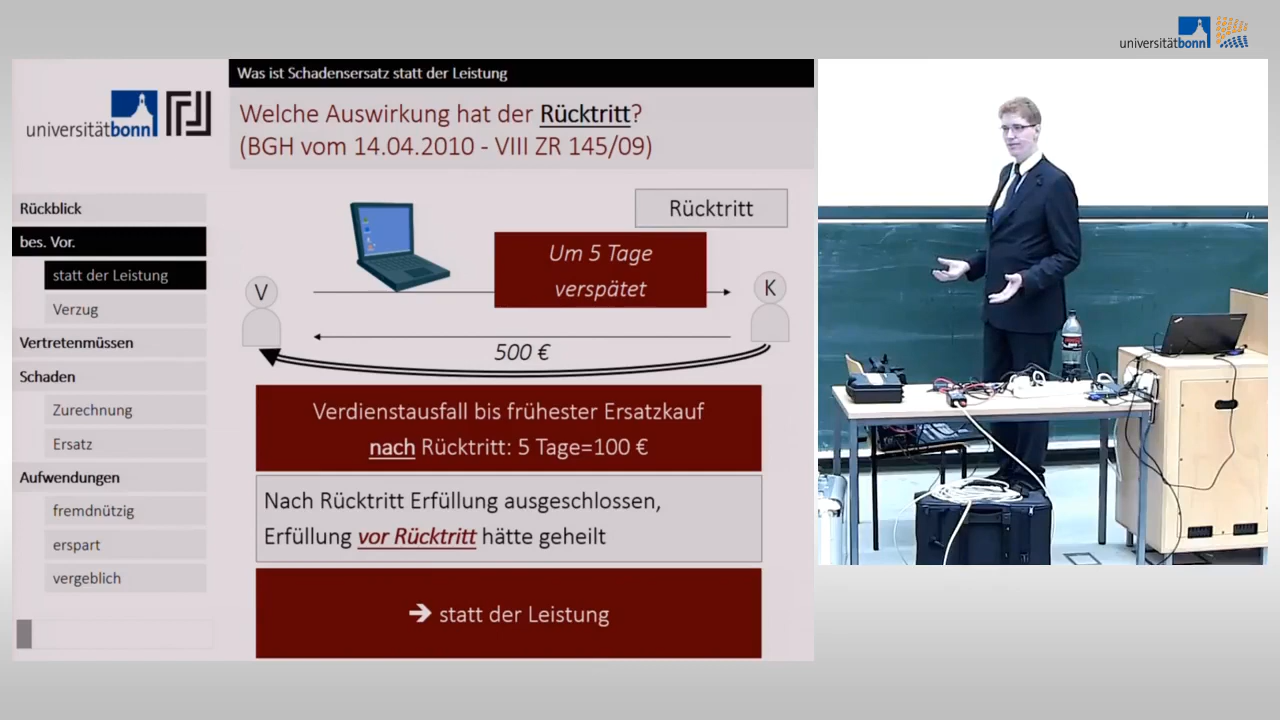 universitätbonn
Was ist Schadensersatz statt der Leistung
Welche Auswirkung hat der Rücktritt?
(BGH vom 14.04.2010 - VIII ZR 145/09)
universitätbonn
Rückblick
bes. Vor.
statt der Leistung
Verzug
Vertretenmüssen
Schaden
Zurechnung
Ersatz
Aufwendungen
fremdnützig
erspart
vergeblich
Rücktritt
Um 5 Tage
verspätet
V
K
500 €
Verdienstausfall bis frühester Ersatzkauf
nach Rücktritt: 5 Tage=100 €
Nach Rücktritt Erfüllung ausgeschlossen,
Erfüllung vor Rücktritt hätte geheilt
➔ statt der Leistung